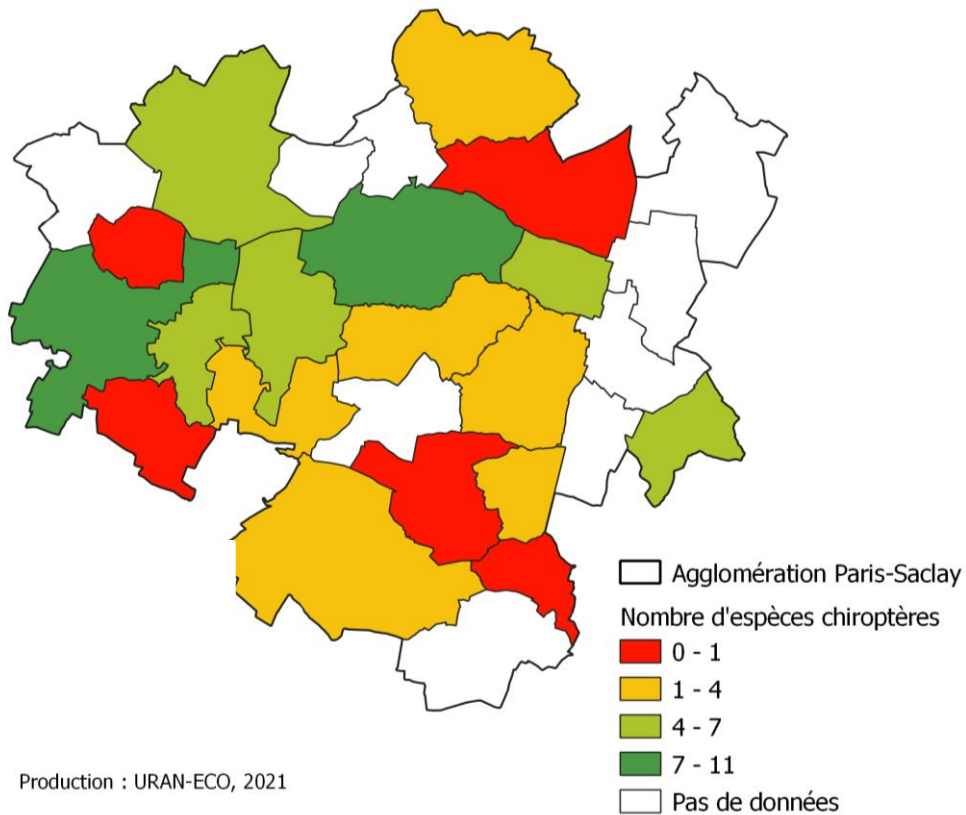 Agglomération Paris-Saclay
Nombre d'espèces chiroptères
0 - 1
1 - 4
4 - 7
7 - 11
Pas de données
Production : URAN-ECO, 2021